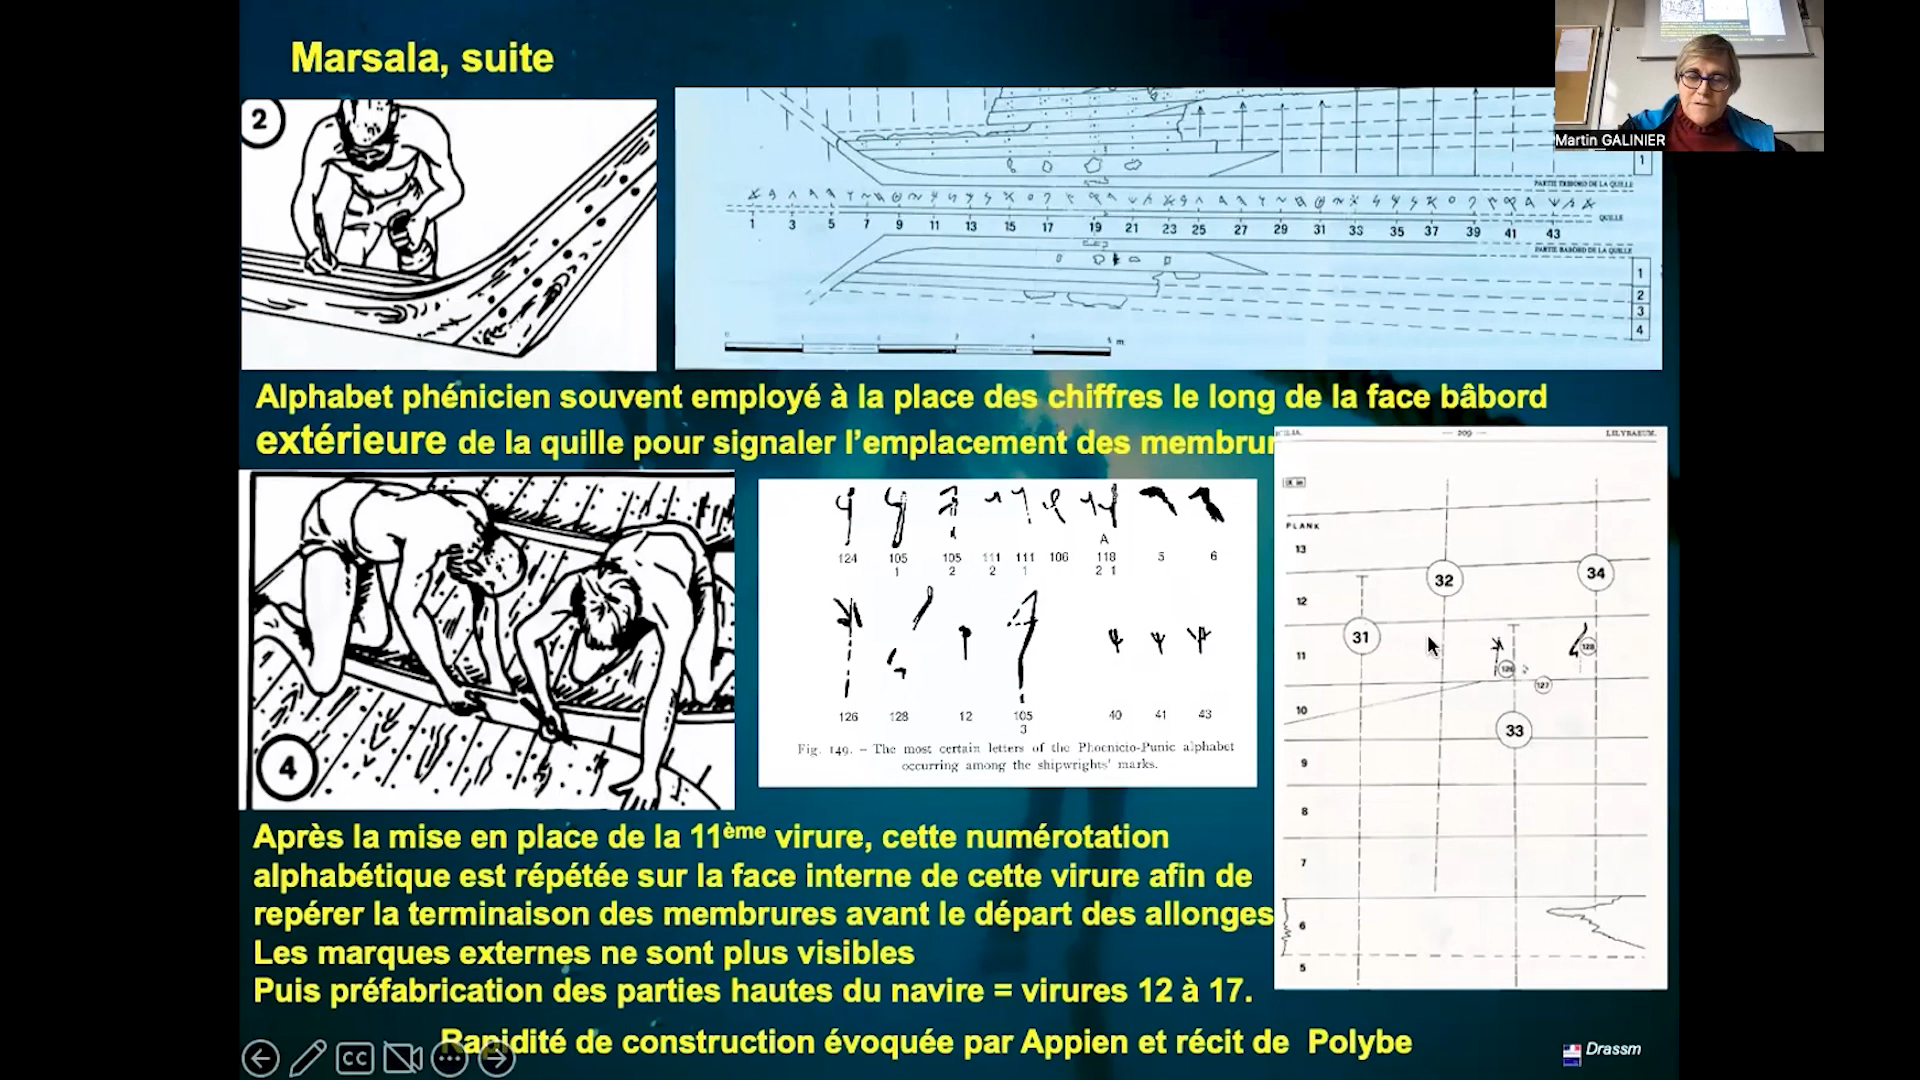 Marsala, suite
Martin GALINIER
2
1
PARTIE TRIBORD DE LA QUILLE
QUILLE
1 3 5 7 9 11 13 15 17 19 21 23 25 27 29 31 33 35 37 39 41 43
PARTIE BABORD DE LA QUILLE
1
2
3
4
m
Alphabet phénicien souvent employé à la place des chiffres le long de la face bâbord
extérieure de la quille pour signaler l’emplacement des membrur
4
124 105 105 111 111 106 118 5 6
1 2 2 1 2 1
A
126 128 12 105 40 41 43
3
Fig. 149. – The most certain letters of the Phoenicio-Punic alphabet
occurring among the shipwrights’ marks.
— 209 —
LILYBAEUM.
PLANK
13
12
11
10
9
8
7
6
5
31
32
33
34
126
127
128
Après la mise en place de la 11ème virure, cette numérotation
alphabétique est répétée sur la face interne de cette virure afin de
repérer la terminaison des membrures avant le départ des allonges
Les marques externes ne sont plus visibles
Puis préfabrication des parties hautes du navire = virures 12 à 17.
Rapidité de construction évoquée par Appien et récit de Polybe
CC
Drassm